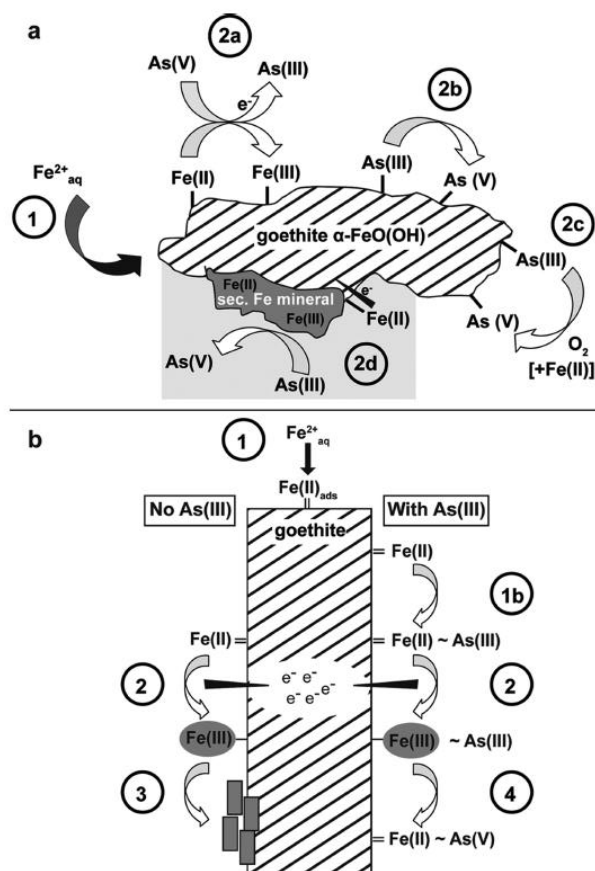 a
2a
As(V) As(III)
e-
2b
As(III)
As (V)
Fe2+aq
Fe(II) Fe(III)
1
goethite α-FeO(OH)
2c
As(III)
Fe(II)
sec. Fe mineral
Fe(III)
e-
Fe(II)
As (V)
O2
[+Fe(II)]
As(V)
As(III)
2d
b
1
Fe2+aq
Fe(II)ads
No As(III) With As(III)
goethite
Fe(II)
1b
Fe(II) Fe(II) ~ As(III)
2 e- e- e- e- e- 2
Fe(III) Fe(III) ~ As(III)
3 4
Fe(II) ~ As(V)